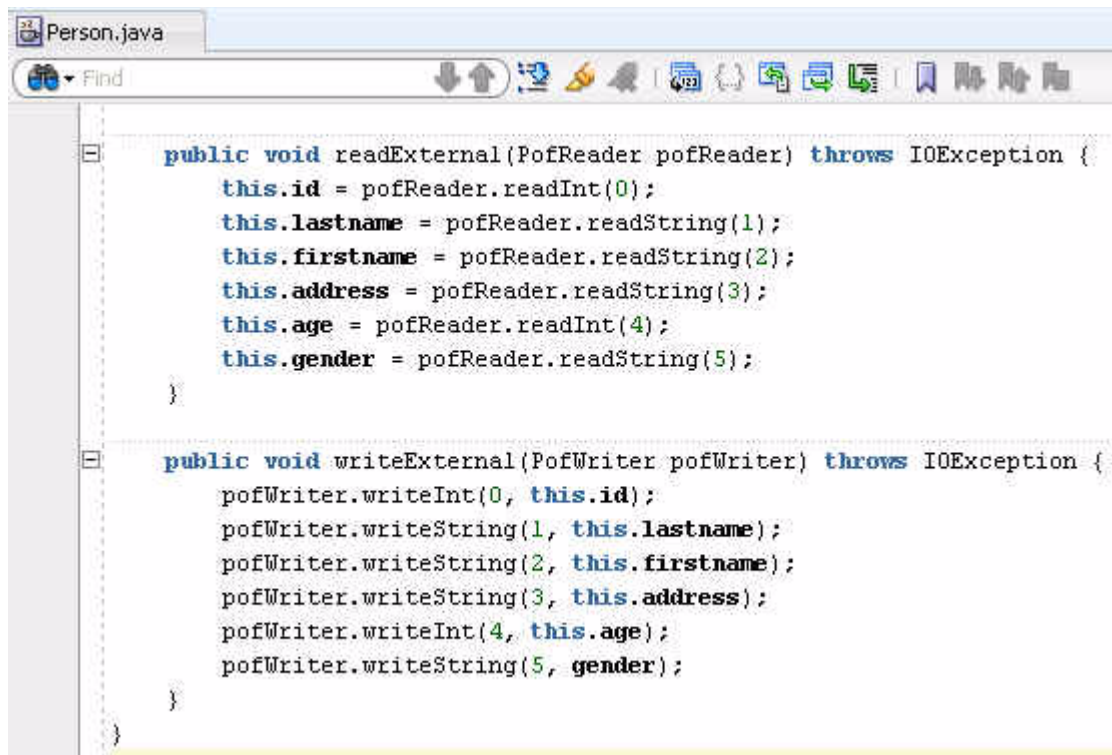 Person.java
Find
public void readExternal(PofReader pofReader) throws IOException {
this.id = pofReader.readInt(0);
this.lastname = pofReader.readString(1);
this.firstname = pofReader.readString(2);
this.address = pofReader.readString(3);
this.age = pofReader.readInt(4);
this.gender = pofReader.readString(5);
}
public void writeExternal(PofWriter pofWriter) throws IOException {
pofWriter.writeInt(0, this.id);
pofWriter.writeString(1, this.lastname);
pofWriter.writeString(2, this.firstname);
pofWriter.writeString(3, this.address);
pofWriter.writeInt(4, this.age);
pofWriter.writeString(5, gender);
}
}